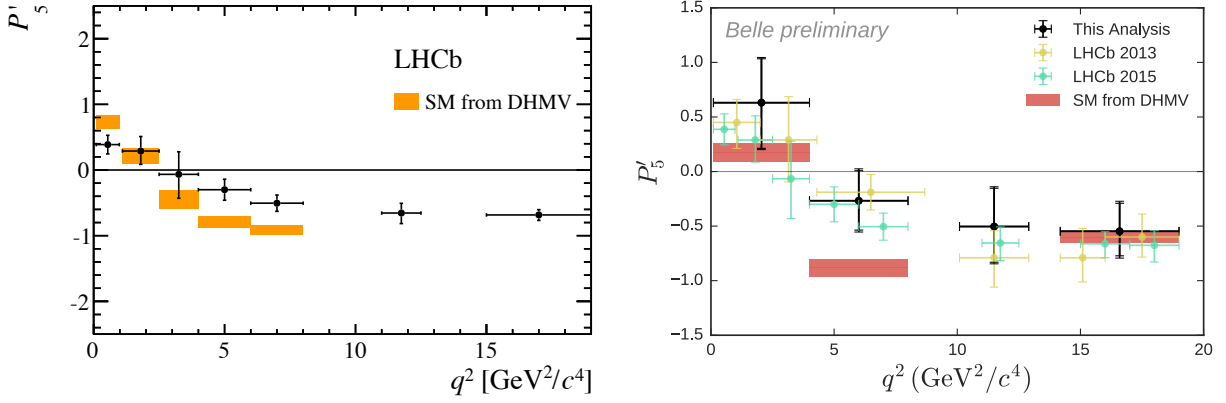 P'5
2
LHCb
SM from DHMV
1
0
-1
-2
0
5
10
15
q² [GeV²/c⁴]
1.5
Belle preliminary
This Analysis
LHCb 2013
LHCb 2015
SM from DHMV
1.0
0.5
0.0
−0.5
−1.0
−1.5
P′5
0
5
10
15
20
q² (GeV²/c⁴)